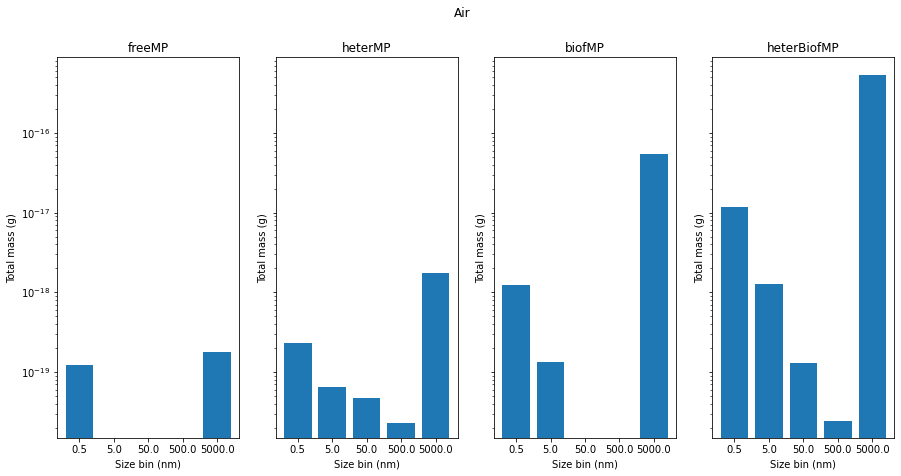 Air
freeMP
heterMP
biofMP
heterBiofMP
Total mass (g)
10⁻¹⁶
10⁻¹⁷
10⁻¹⁸
10⁻¹⁹
Total mass (g)
Total mass (g)
Total mass (g)
0.5 5.0 50.0 500.0 5000.0
0.5 5.0 50.0 500.0 5000.0
0.5 5.0 50.0 500.0 5000.0
0.5 5.0 50.0 500.0 5000.0
Size bin (nm)
Size bin (nm)
Size bin (nm)
Size bin (nm)